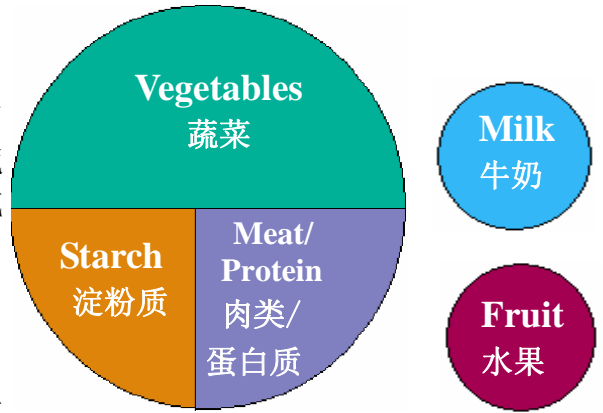 Vegetables
蔬菜
Starch
淀粉质
Meat/
Protein
肉类/
蛋白质
Milk
牛奶
Fruit
水果